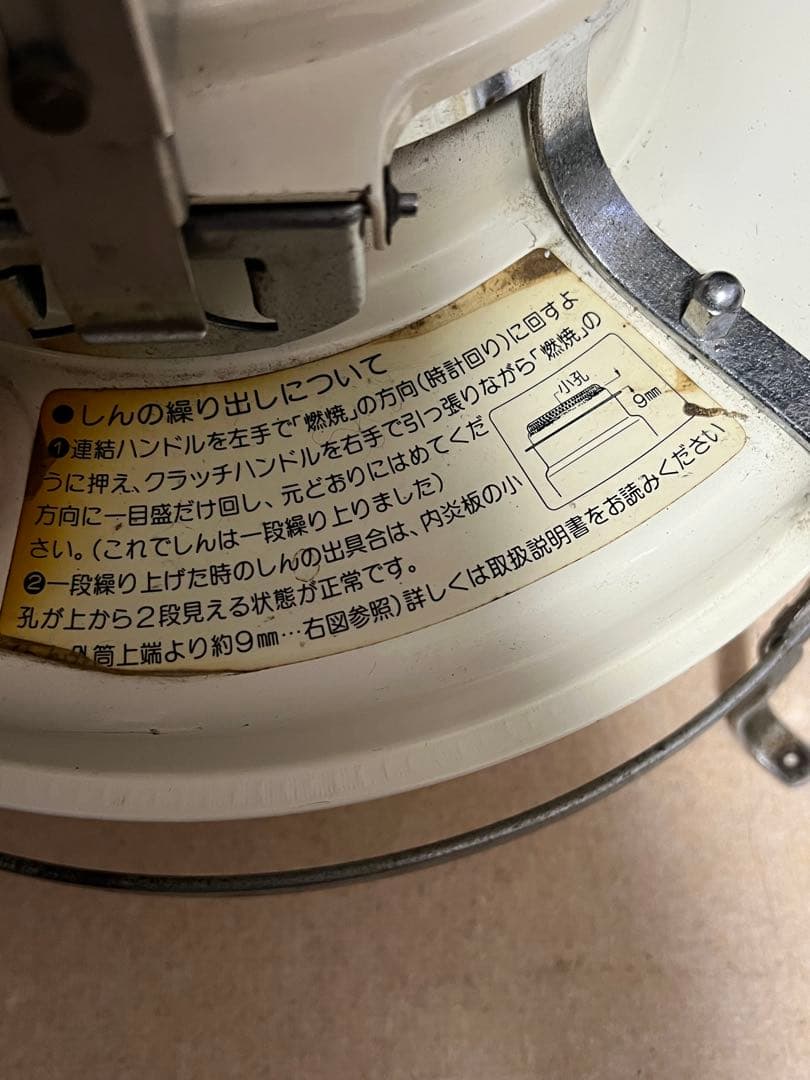 ●しんの繰り出しについて
❶連結ハンドルを左手で「燃焼」の方向(時計回り)に回すよ
うに押え、クラッチハンドルを右手で引っ張りながら「燃焼」の
方向に一目盛だけ回し、元どおりにはめてくだ
さい。(これでしんは一段繰り上りました)
❷一段繰り上げた時のしんの出具合は、内炎板の小
孔が上から2段見える状態が正常です。
筒上端より約9㎜…右図参照)詳しくは取扱説明書をお読みください
小孔
9㎜